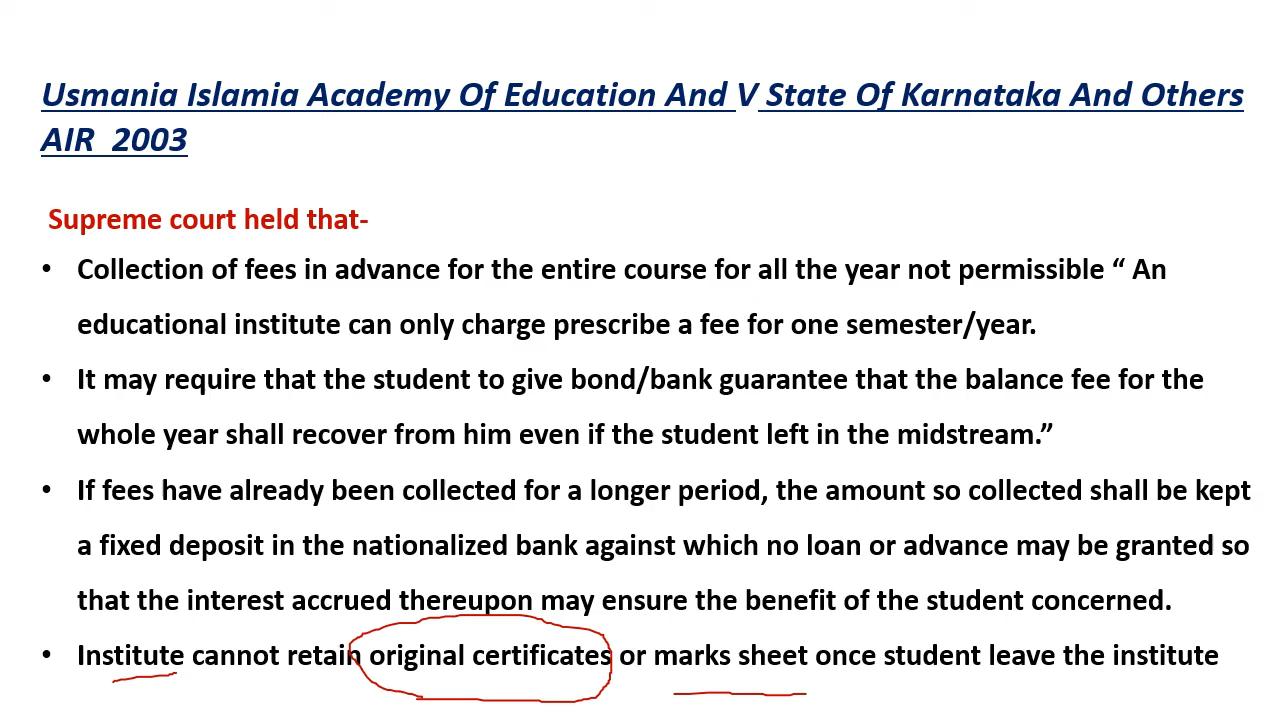 Usmania Islamia Academy Of Education And V State Of Karnataka And Others
AIR 2003
Supreme court held that-
• Collection of fees in advance for the entire course for all the year not permissible “ An
educational institute can only charge prescribe a fee for one semester/year.
• It may require that the student to give bond/bank guarantee that the balance fee for the
whole year shall recover from him even if the student left in the midstream.”
• If fees have already been collected for a longer period, the amount so collected shall be kept
a fixed deposit in the nationalized bank against which no loan or advance may be granted so
that the interest accrued thereupon may ensure the benefit of the student concerned.
• Institute cannot retain original certificates or marks sheet once student leave the institute